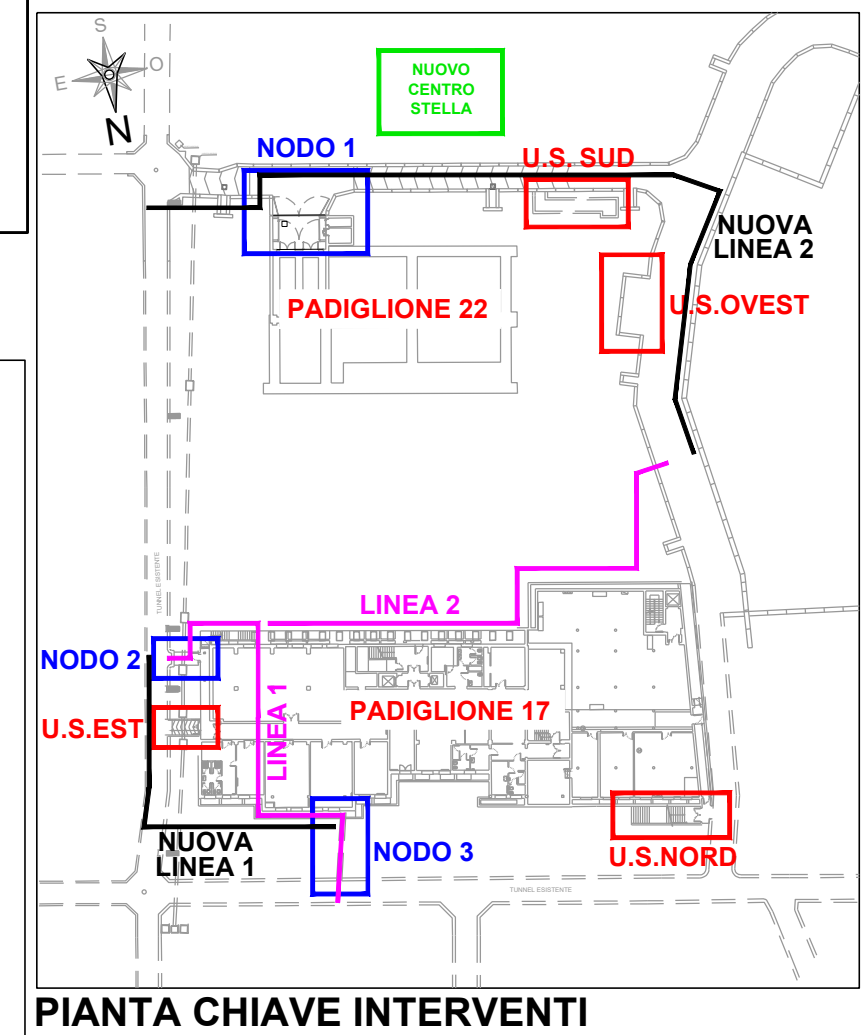 S
E
O
N
NUOVO
CENTRO
STELLA
NODO 1
U.S. SUD
NUOVA
LINEA 2
PADIGLIONE 22
U.S.OVEST
TUNNEL ESISTENTE
LINEA 2
NODO 2
LINEA 1
PADIGLIONE 17
U.S.EST
NUOVA
LINEA 1
NODO 3
U.S.NORD
TUNNEL ESISTENTE
PIANTA CHIAVE INTERVENTI